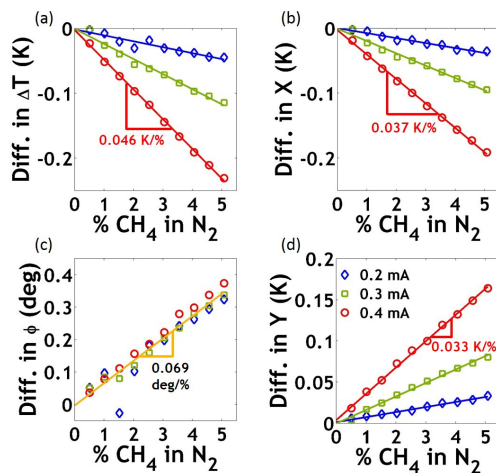 (a)
(b)
0
-0.1
-0.2
Diff. in ΔT (K)
0.046 K/%
0 1 2 3 4 5
% CH4 in N2
0
-0.1
-0.2
Diff. in X (K)
0.037 K/%
0 1 2 3 4 5
% CH4 in N2
(c)
(d)
0.4
0.3
0.2
0.1
0
Diff. in ϕ (deg)
0.069
deg/%
0 1 2 3 4 5
% CH4 in N2
0.2
0.15
0.1
0.05
0
Diff. in Y (K)
0.2 mA
0.3 mA
0.4 mA
0.033 K/%
0 1 2 3 4 5
% CH4 in N2